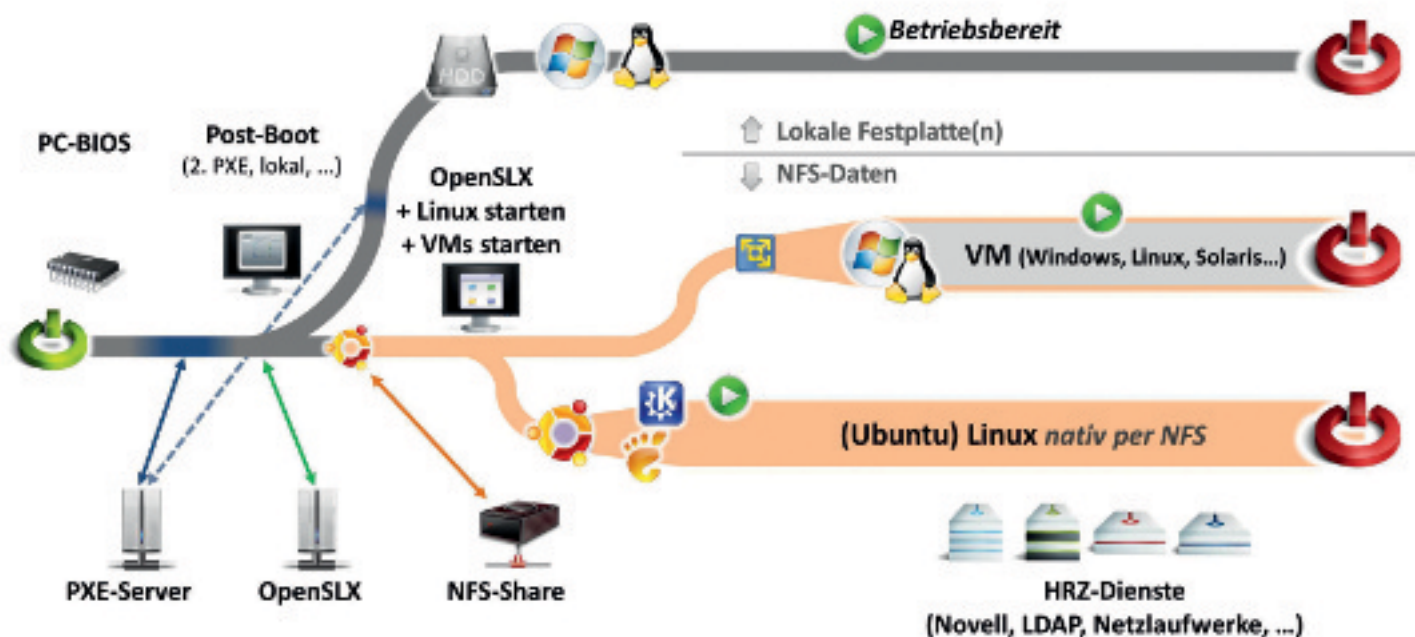 Betriebsbereit
HDD
Lokale Festplatte(n)
PC-BIOS
Post-Boot
(2. PXE, lokal, ...)
NFS-Daten
OpenSLX
+ Linux starten
+ VMs starten
VM (Windows, Linux, Solaris...)
K
(Ubuntu) Linux nativ per NFS
PXE-Server
OpenSLX
NFS-Share
HRZ-Dienste
(Novell, LDAP, Netzlaufwerke, ...)